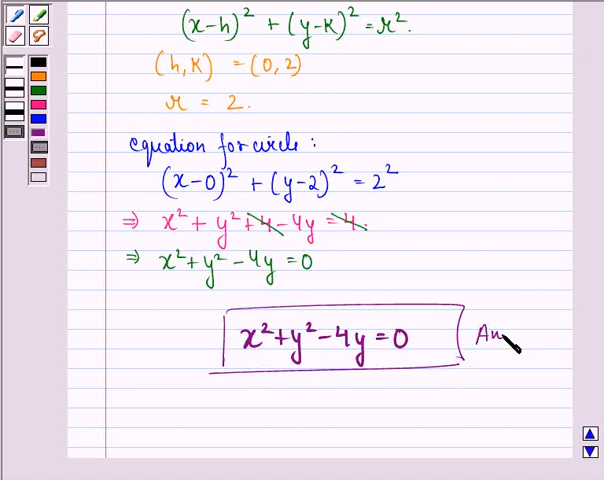 (x-h)² + (y-k)² = r².
(h,k) = (0,2)
r = 2.
equation for circle:
(x-0)² + (y-2)² = 2²
⇒ x² + y² + 4 - 4y = 4.
⇒ x² + y² - 4y = 0
x² + y² - 4y = 0 An